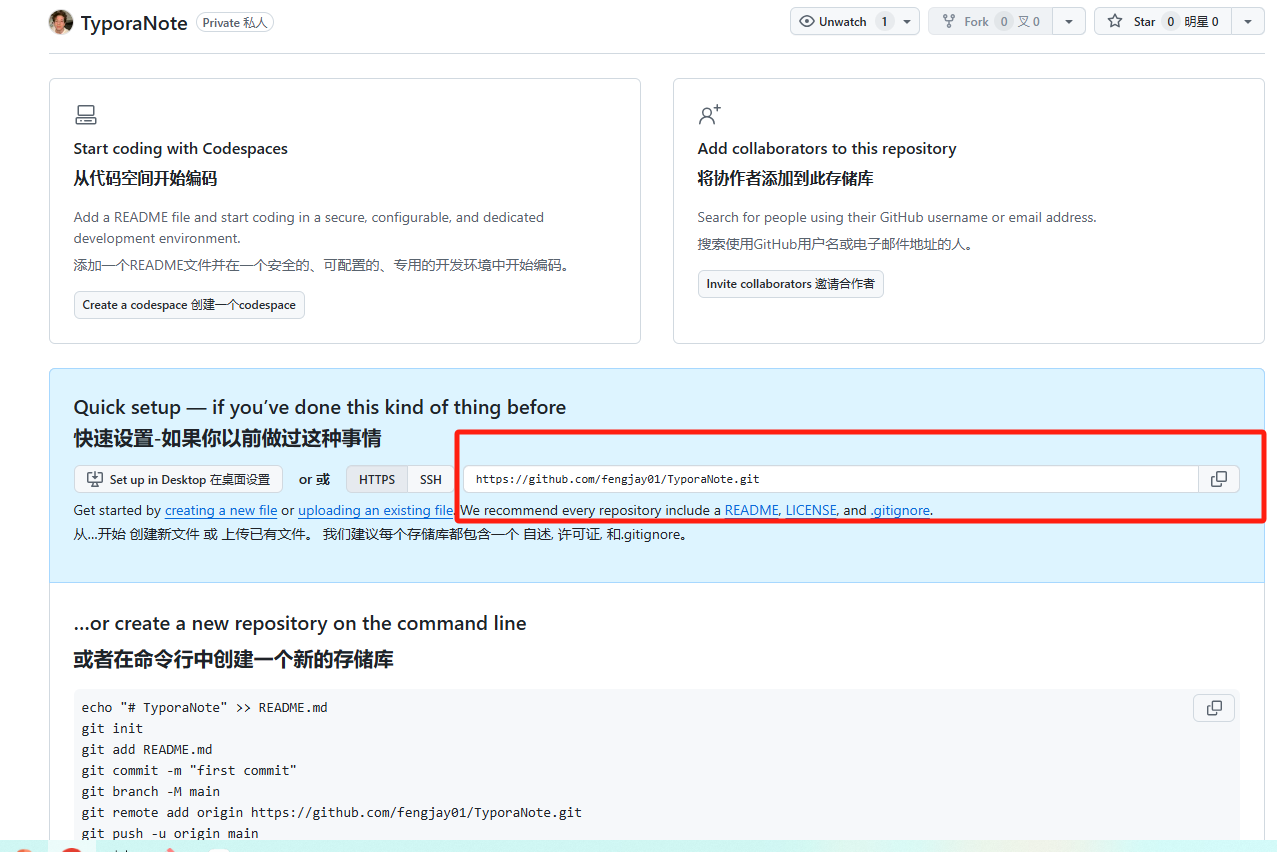 TyporaNote Private 私人
Unwatch 1
Fork 0 叉 0
Star 0 明星 0
Start coding with Codespaces
从代码空间开始编码
Add a README file and start coding in a secure, configurable, and dedicated
development environment.
添加一个README文件并在一个安全的、可配置的、专用的开发环境中开始编码。
Create a codespace 创建一个codespace
Add collaborators to this repository
将协作者添加到此存储库
Search for people using their GitHub username or email address.
搜索使用GitHub用户名或电子邮件地址的人。
Invite collaborators 邀请合作者
Quick setup — if you’ve done this kind of thing before
快速设置-如果你以前做过这种事情
Set up in Desktop 在桌面设置 or 或 HTTPS SSH https://github.com/fengjay01/TyporaNote.git
Get started by creating a new file or uploading an existing file. We recommend every repository include a README, LICENSE, and .gitignore.
从...开始 创建新文件 或 上传已有文件。 我们建议每个存储库都包含一个 自述, 许可证, 和.gitignore。
...or create a new repository on the command line
或者在命令行中创建一个新的存储库
echo "# TyporaNote" >> README.md
git init
git add README.md
git commit -m "first commit"
git branch -M main
git remote add origin https://github.com/fengjay01/TyporaNote.git
git push -u origin main